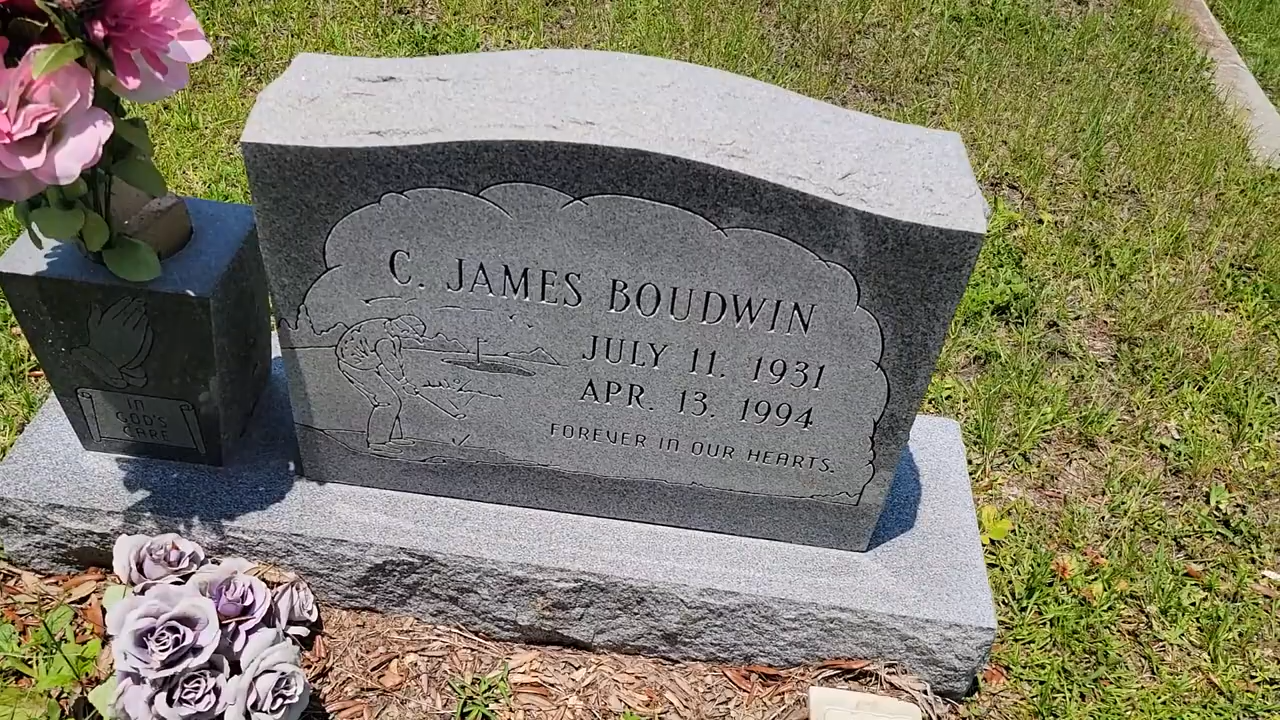 C. JAMES BOUDWIN
JULY 11. 1931
APR. 13. 1994
FOREVER IN OUR HEARTS.
IN
GOD'S
CARE